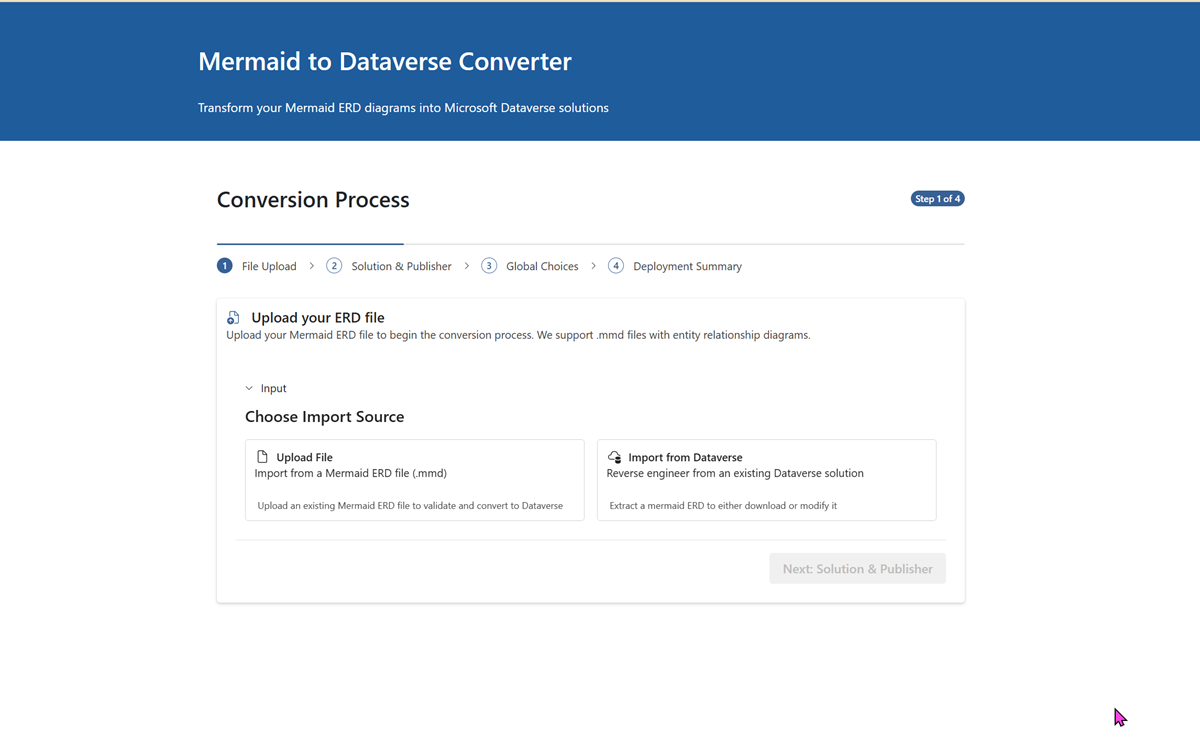 Mermaid to Dataverse Converter
Transform your Mermaid ERD diagrams into Microsoft Dataverse solutions
Conversion Process
Step 1 of 4
1 File Upload > 2 Solution & Publisher > 3 Global Choices > 4 Deployment Summary
Upload your ERD file
Upload your Mermaid ERD file to begin the conversion process. We support .mmd files with entity relationship diagrams.
Input
Choose Import Source
Upload File
Import from a Mermaid ERD file (.mmd)
Upload an existing Mermaid ERD file to validate and convert to Dataverse
Import from Dataverse
Reverse engineer from an existing Dataverse solution
Extract a mermaid ERD to either download or modify it
Next: Solution & Publisher